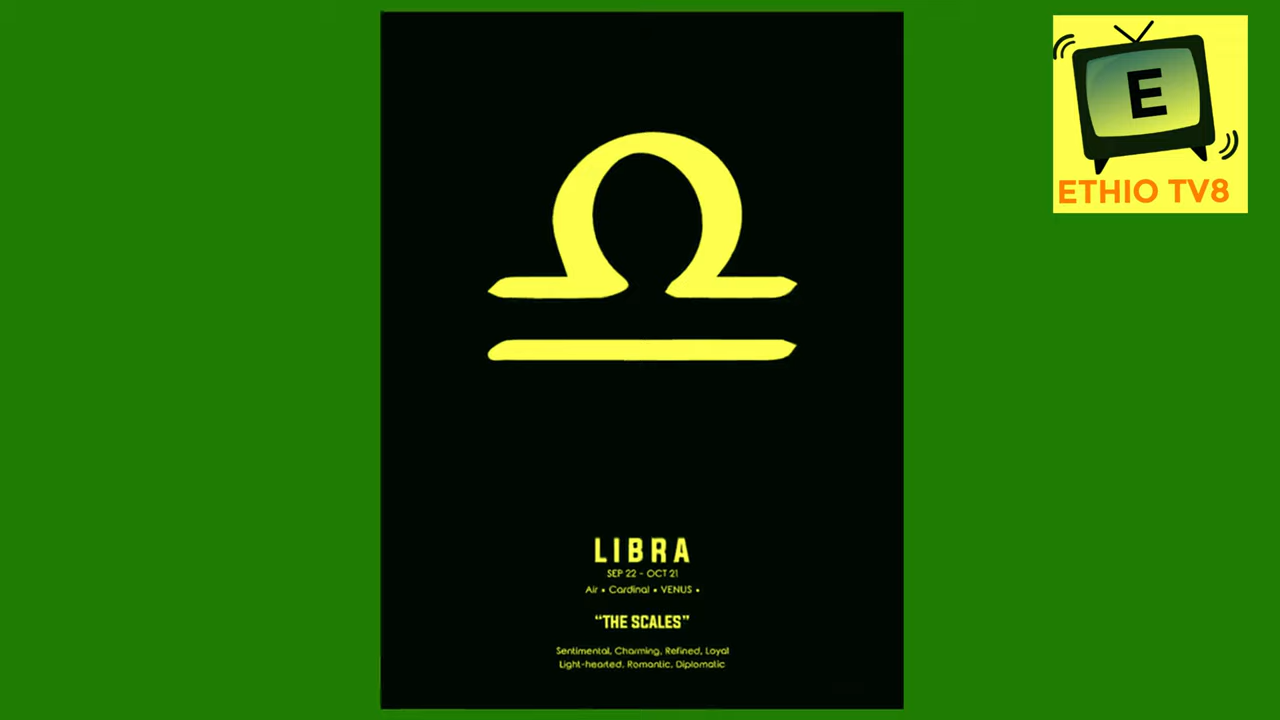 E
ETHIO TV8
LIBRA
SEP 22 - OCT 21
Air • Cardinal • VENUS •
“THE SCALES”
Sentimental, Charming, Refined, Loyal
Light-hearted, Romantic, Diplomatic